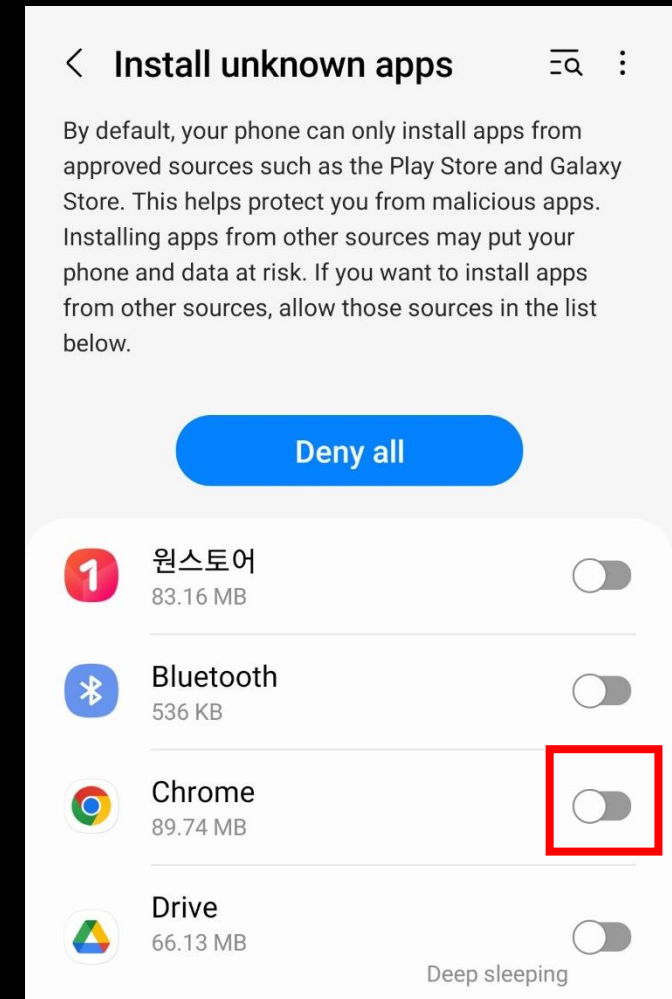 Install unknown apps
By default, your phone can only install apps from
approved sources such as the Play Store and Galaxy
Store. This helps protect you from malicious apps.
Installing apps from other sources may put your
phone and data at risk. If you want to install apps
from other sources, allow those sources in the list
below.
Deny all
1
원스토어
83.16 MB
Bluetooth
536 KB
Chrome
89.74 MB
Drive
66.13 MB
Deep sleeping